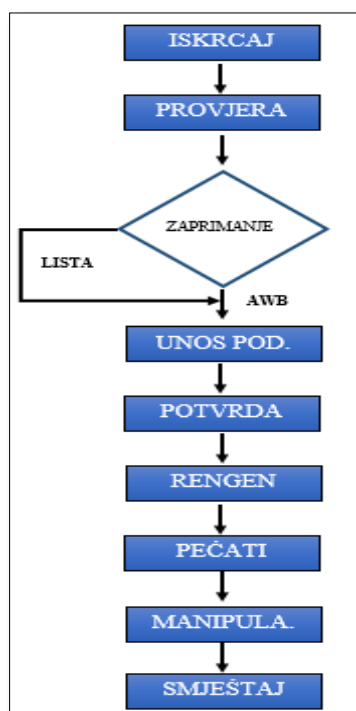 ISKRCAJ
PROVJERA
ZAPRIMANJE
LISTA
AWB
UNOS POD.
POTVRDA
RENGEN
PEČATI
MANIPULA.
SMJEŠTAJ